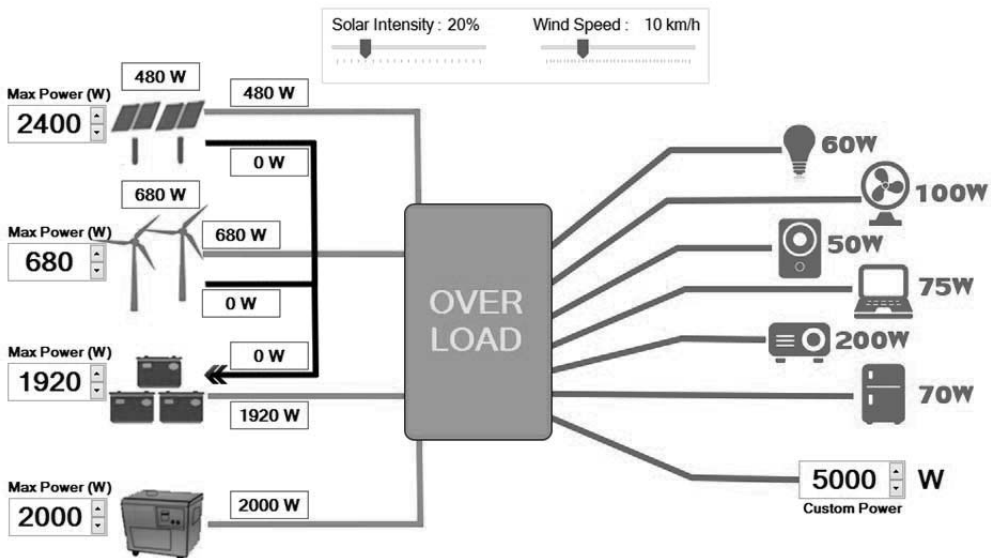 Solar Intensity : 20%
Wind Speed : 10 km/h
480 W
Max Power (W)
2400
480 W
0 W
60W
100W
680 W
Max Power (W)
680
680 W
0 W
50W
75W
OVER
LOAD
0 W
Max Power (W)
1920
1920 W
200W
70W
5000 W
Custom Power
Max Power (W)
2000
2000 W